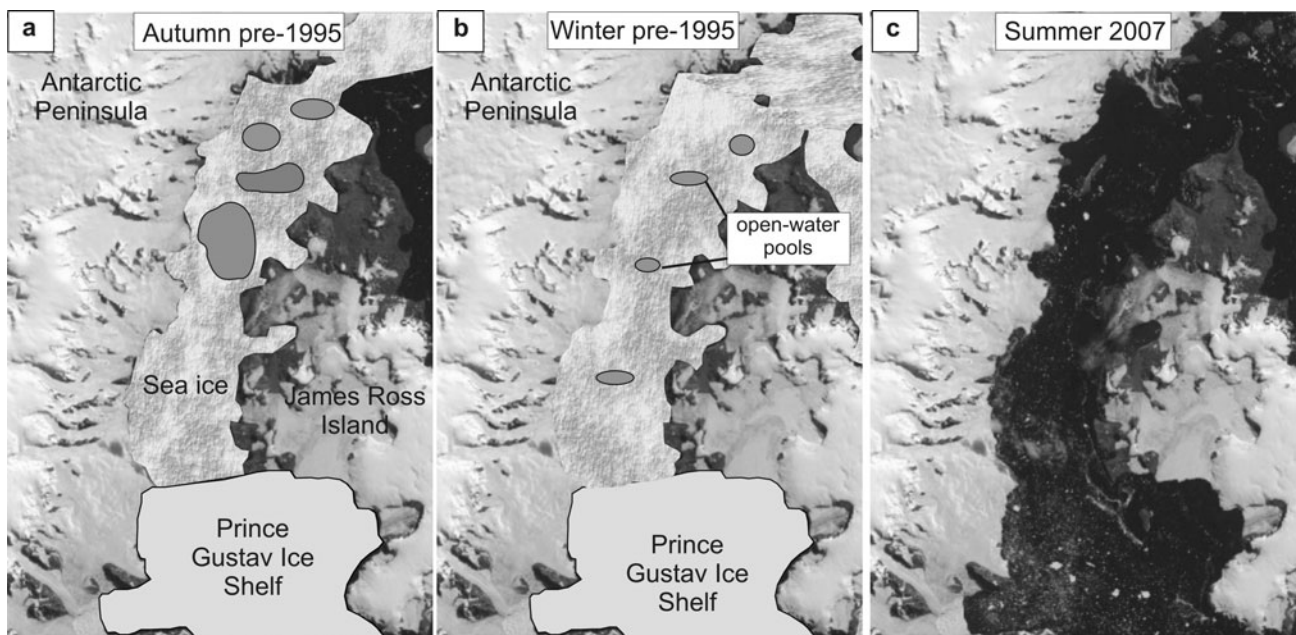 a
Autumn pre-1995
Antarctic
Peninsula
Sea ice
James Ross
Island
Prince
Gustav Ice
Shelf
b
Winter pre-1995
Antarctic
Peninsula
open-water
pools
Prince
Gustav Ice
Shelf
c
Summer 2007